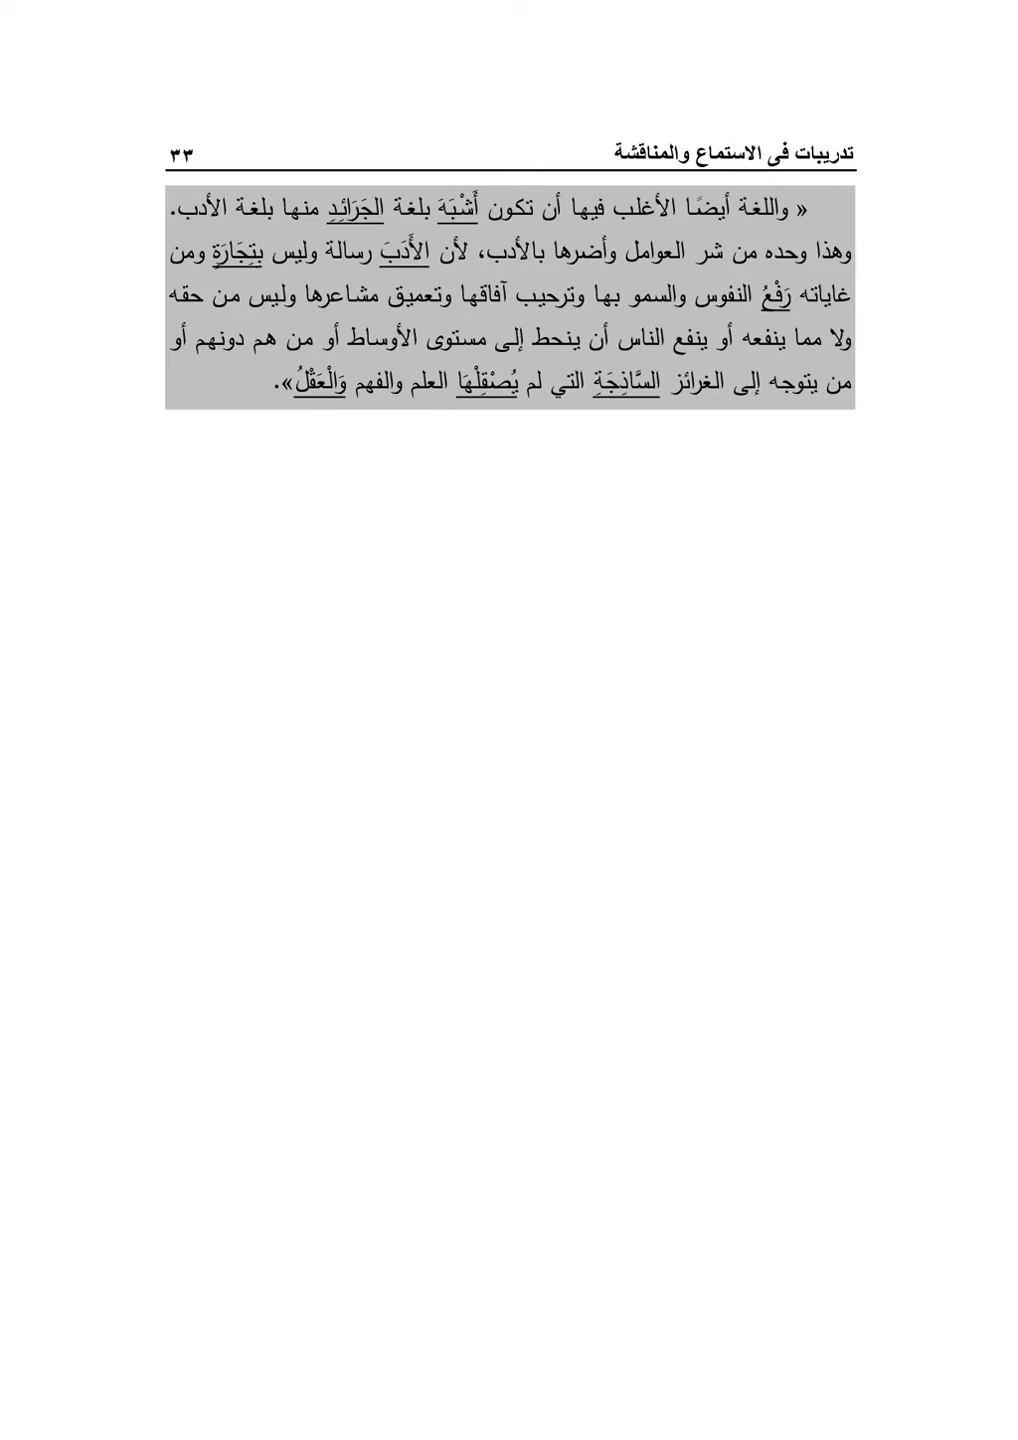 تدريبات فى الاستماع والمناقشة ٣٣
« واللغة أيضًا الأغلب فيها أن تكون أَشْبَهَ بلغة الجَرَائِدِ منها بلغة الأدب.
وهذا وحده من شر العوامل وأضرها بالأدب، لأن الأَدَبَ رسالة وليس بِتِجَارَةٍ ومن
غاياته رَفْعُ النفوس والسمو بها وترحيب آفاقها وتعميق مشاعرها وليس من حقه
ولا مما ينفعه أو ينفع الناس أن ينحط إلى مستوى الأوساط أو من هم دونهم أو
من يتوجه إلى الغرائز السَّاذِجَةِ التي لم يُصْقِلْهَا العلم والفهم وَالْعَقْلُ».